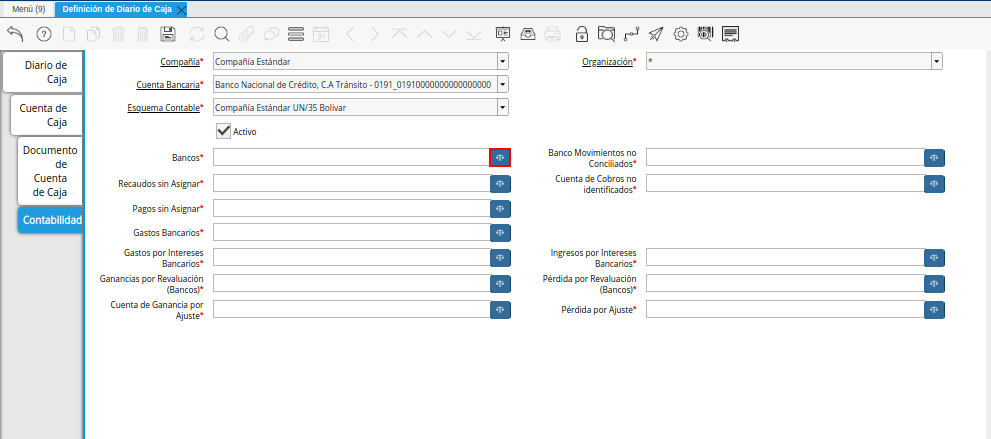 Menú (9)
Definición de Diario de Caja
Diario de
Caja
Cuenta de
Caja
Documento
de
Cuenta
de Caja
Contabilidad
Compañía* Compañía Estándar
Organización* *
Cuenta Bancaria* Banco Nacional de Crédito, C.A Tránsito - 0191_01910000000000000000
Esquema Contable* Compañía Estándar UN/35 Bolivar
Activo
Bancos*
Banco Movimientos no
Conciliados*
Recaudos sin Asignar*
Cuenta de Cobros no
identificados*
Pagos sin Asignar*
Gastos Bancarios*
Gastos por Intereses
Bancarios*
Ingresos por Intereses
Bancarios*
Ganancias por Revaluación
(Bancos)*
Pérdida por Revaluación
(Bancos)*
Cuenta de Ganancia por
Ajuste*
Pérdida por Ajuste*